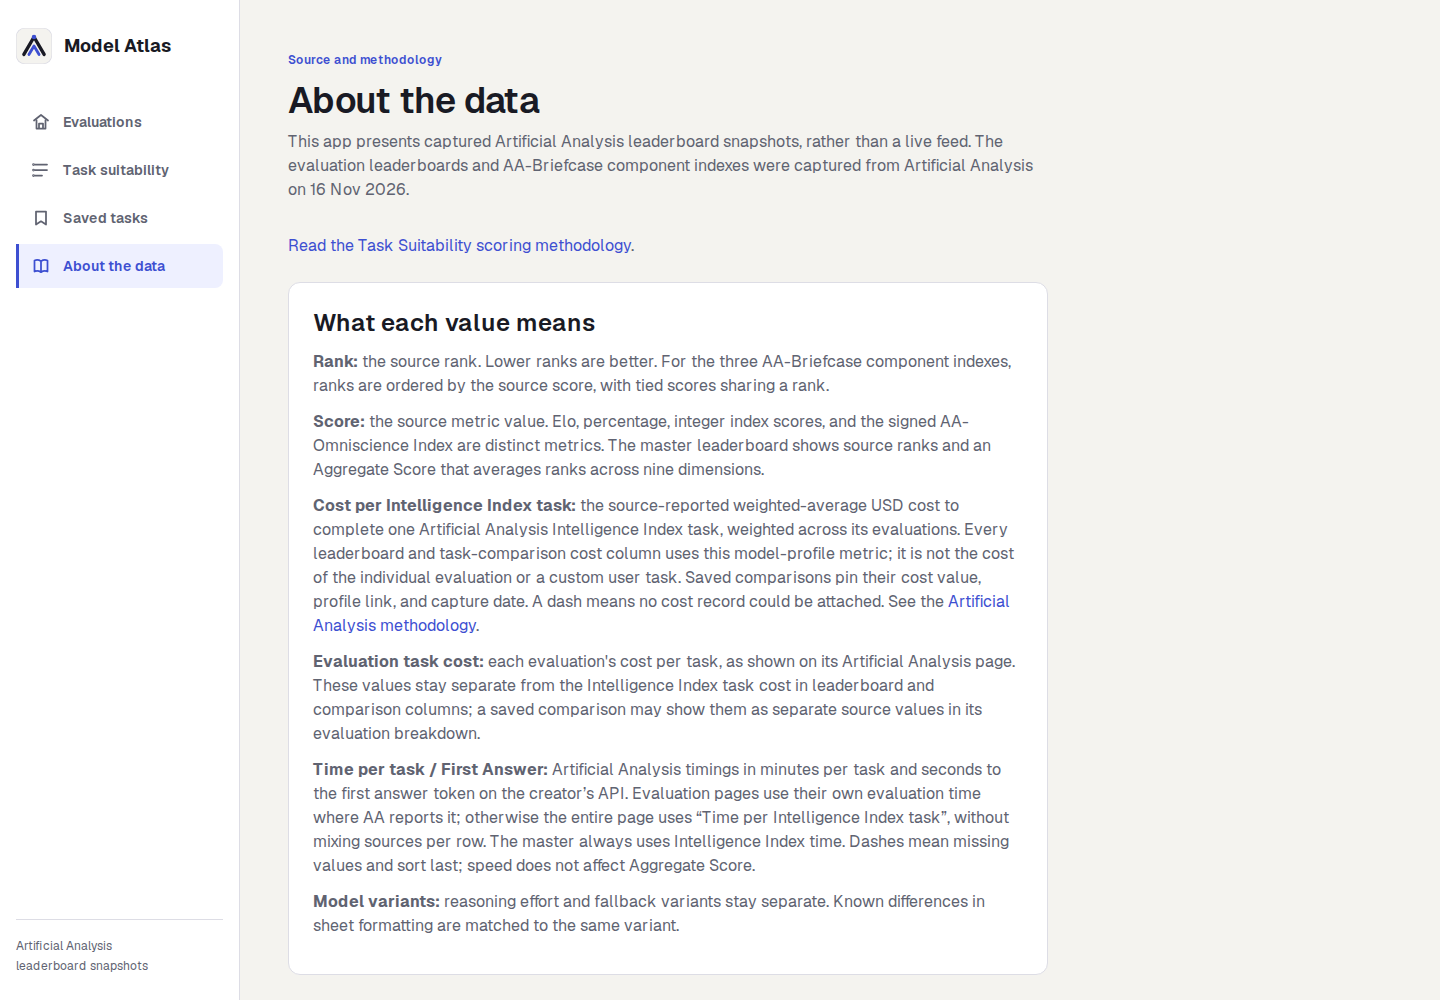 Model Atlas
Evaluations
Task suitability
Saved tasks
About the data
Artificial Analysis
leaderboard snapshots
Source and methodology
About the data
This app presents captured Artificial Analysis leaderboard snapshots, rather than a live feed. The
evaluation leaderboards and AA-Briefcase component indexes were captured from Artificial Analysis
on 16 Nov 2026.
Read the Task Suitability scoring methodology.
What each value means
Rank: the source rank. Lower ranks are better. For the three AA-Briefcase component indexes,
ranks are ordered by the source score, with tied scores sharing a rank.
Score: the source metric value. Elo, percentage, integer index scores, and the signed AA-
Omniscience Index are distinct metrics. The master leaderboard shows source ranks and an
Aggregate Score that averages ranks across nine dimensions.
Cost per Intelligence Index task: the source-reported weighted-average USD cost to
complete one Artificial Analysis Intelligence Index task, weighted across its evaluations. Every
leaderboard and task-comparison cost column uses this model-profile metric; it is not the cost
of the individual evaluation or a custom user task. Saved comparisons pin their cost value,
profile link, and capture date. A dash means no cost record could be attached. See the Artificial
Analysis methodology.
Evaluation task cost: each evaluation's cost per task, as shown on its Artificial Analysis page.
These values stay separate from the Intelligence Index task cost in leaderboard and
comparison columns; a saved comparison may show them as separate source values in its
evaluation breakdown.
Time per task / First Answer: Artificial Analysis timings in minutes per task and seconds to
the first answer token on the creator’s API. Evaluation pages use their own evaluation time
where AA reports it; otherwise the entire page uses “Time per Intelligence Index task”, without
mixing sources per row. The master always uses Intelligence Index time. Dashes mean missing
values and sort last; speed does not affect Aggregate Score.
Model variants: reasoning effort and fallback variants stay separate. Known differences in
sheet formatting are matched to the same variant.